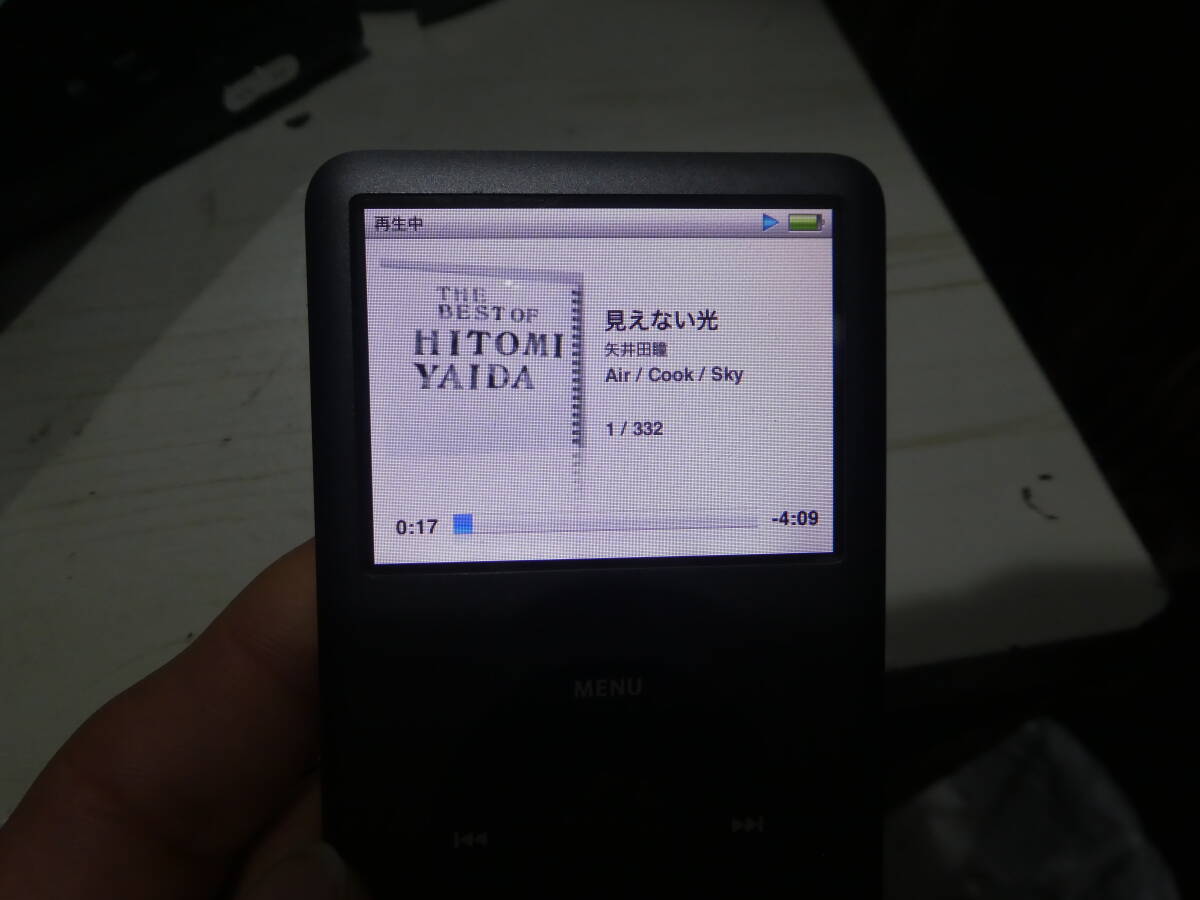 再生中
THE
BEST OF
HITOMI
YAIDA
見えない光
矢井田瞳
Air / Cook / Sky
1 / 332
0:17
-4:09
MENU